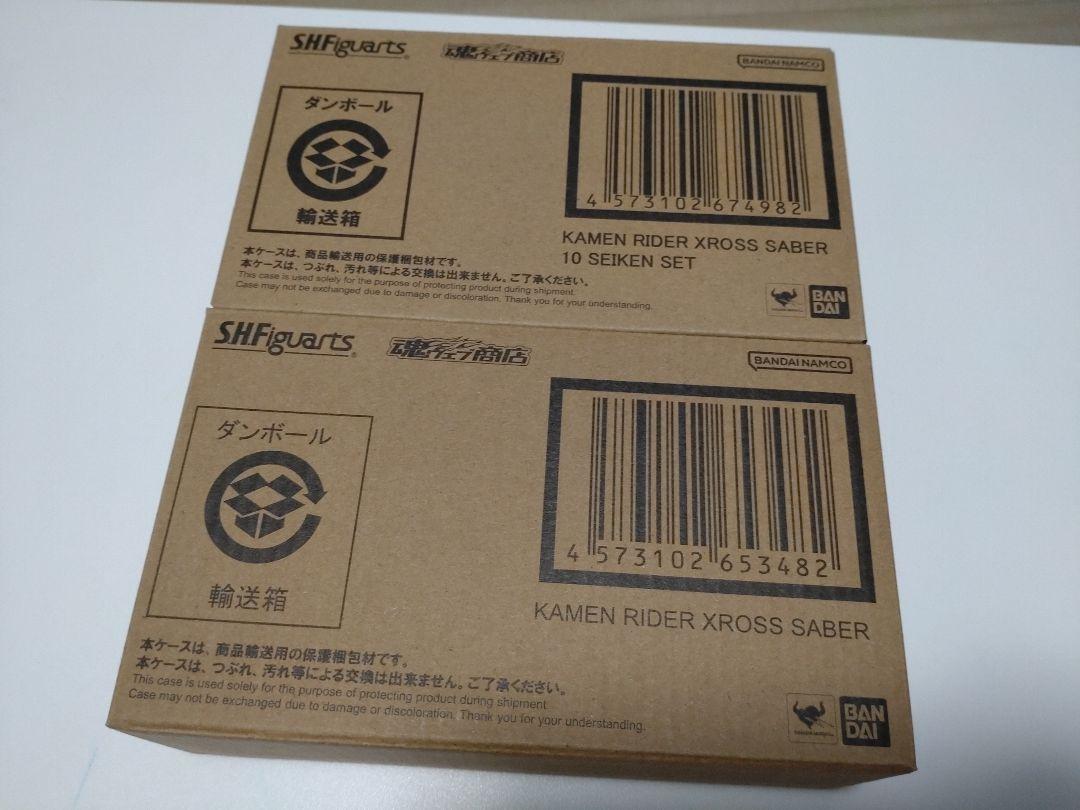 S.H.Figuarts
魂ウェブ商店
BANDAI NAMCO
ダンボール
輸送箱
4 573102 674982
KAMEN RIDER XROSS SABER
10 SEIKEN SET
本ケースは、商品輸送用の保護梱包材です。
本ケースは、つぶれ、汚れ等による交換は出来ません。ご了承ください。
This case is used solely for the purpose of protecting product during shipment.
Case may not be exchanged due to damage or discoloration. Thank you for your understanding.
BAN
DAI
S.H.Figuarts
魂ウェブ商店
BANDAI NAMCO
ダンボール
輸送箱
4 573102 653482
KAMEN RIDER XROSS SABER
本ケースは、商品輸送用の保護梱包材です。
本ケースは、つぶれ、汚れ等による交換は出来ません。ご了承ください。
This case is used solely for the purpose of protecting product during shipment.
Case may not be exchanged due to damage or discoloration. Thank you for your understanding.
BAN
DAI